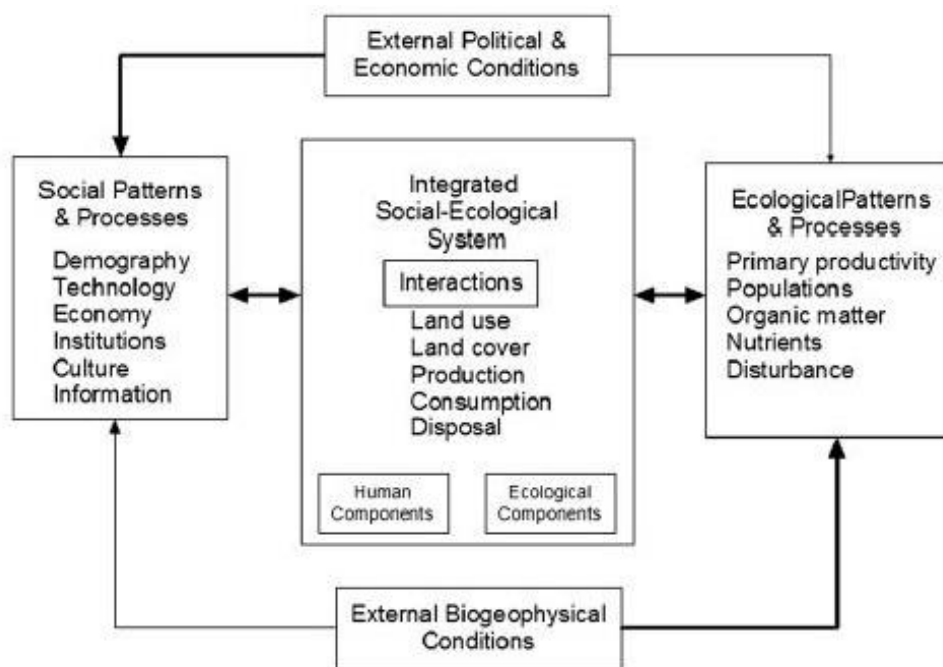 External Political &
Economic Conditions
Social Patterns
& Processes
Demography
Technology
Economy
Institutions
Culture
Information
Integrated
Social-Ecological
System
Interactions
Land use
Land cover
Production
Consumption
Disposal
Human
Components
Ecological
Components
EcologicalPatterns
& Processes
Primary productivity
Populations
Organic matter
Nutrients
Disturbance
External Biogeophysical
Conditions